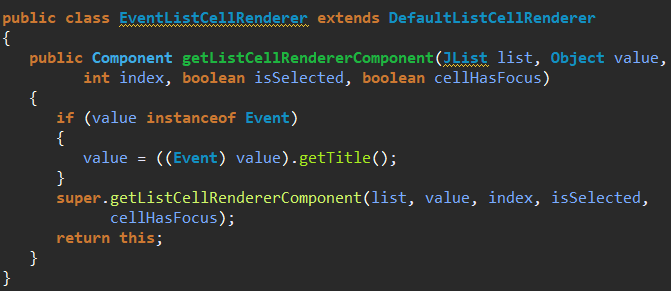 public class EventListCellRenderer extends DefaultListCellRenderer
{
public Component getListCellRendererComponent(JList list, Object value,
int index, boolean isSelected, boolean cellHasFocus)
{
if (value instanceof Event)
{
value = ((Event) value).getTitle();
}
super.getListCellRendererComponent(list, value, index, isSelected,
cellHasFocus);
return this;
}
}